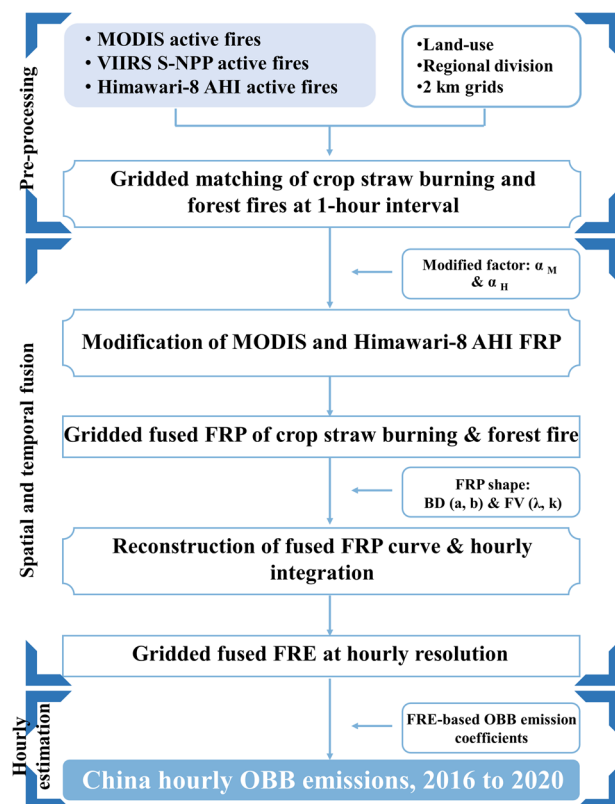 Pre-processing
• MODIS active fires
• VIIRS S-NPP active fires
• Himawari-8 AHI active fires
•Land-use
•Regional division
•2 km grids
Gridded matching of crop straw burning and
forest fires at 1-hour interval
Spatial and temporal fusion
Modified factor: α M
& α H
Modification of MODIS and Himawari-8 AHI FRP
Gridded fused FRP of crop straw burning & forest fire
FRP shape:
BD (a, b) & FV (λ, k)
Reconstruction of fused FRP curve & hourly
integration
Gridded fused FRE at hourly resolution
Hourly
estimation
FRE-based OBB emission
coefficients
China hourly OBB emissions, 2016 to 2020